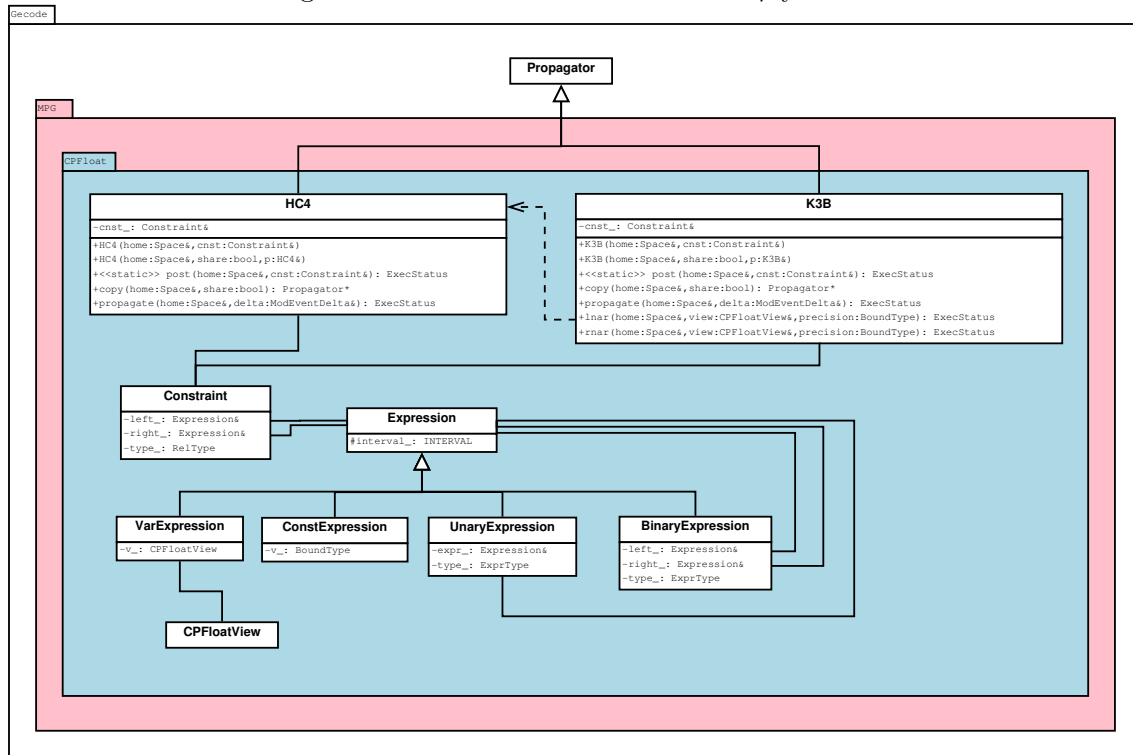 Gecode
Propagator
MPG
CPFloat
HC4
-cnst_: Constraint&
+HC4(home:Space&,cnst:Constraint&)
+HC4(home:Space&,share:bool,p:HC4&)
+<<static>> post(home:Space&,cnst:Constraint&): ExecStatus
+copy(home:Space&,share:bool): Propagator*
+propagate(home:Space&,delta:ModEventDelta&): ExecStatus
K3B
-cnst_: Constraint&
+K3B(home:Space&,cnst:Constraint&)
+K3B(home:Space&,share:bool,p:K3B&)
+<<static>> post(home:Space&,cnst:Constraint&): ExecStatus
+copy(home:Space&,share:bool): Propagator*
+propagate(home:Space&,delta:ModEventDelta&): ExecStatus
+lnar(home:Space&,view:CPFloatView&,precision:BoundType): ExecStatus
+rnar(home:Space&,view:CPFloatView&,precision:BoundType): ExecStatus
Constraint
-left_: Expression&
-right_: Expression&
-type_: RelType
Expression
#interval_: INTERVAL
VarExpression
-v_: CPFloatView
ConstExpression
-v_: BoundType
UnaryExpression
-expr_: Expression&
-type_: ExprType
BinaryExpression
-left_: Expression&
-right_: Expression&
-type_: ExprType
CPFloatView